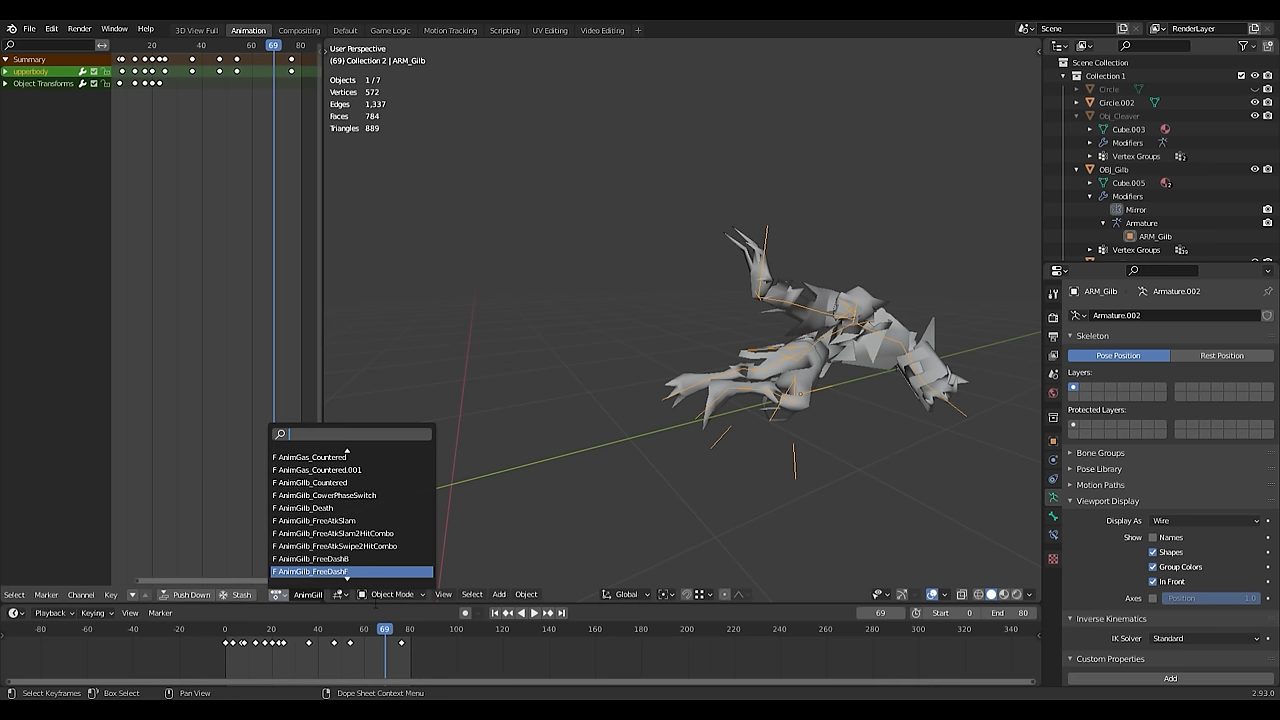 File Edit Render Window Help 3D View Full Animation Compositing Default Game Logic Motion Tracking Scripting UV Editing Video Editing + Scene RenderLayer
20 40 60 69 80
Summary
upperbody
Object Transforms
User Perspective
(69) Collection 2 | ARM_Gilb
Objects 1/7
Vertices 572
Edges 1,337
Faces 784
Triangles 889
F AnimGas_Countered
F AnimGas_Countered.001
F AnimGilb_Countered
F AnimGilb_CowerPhaseSwitch
F AnimGilb_Death
F AnimGilb_FreeAtkSlam
F AnimGilb_FreeAtkSlam2HitCombo
F AnimGilb_FreeAtkSwipe2HitCombo
F AnimGilb_FreeDashB
F AnimGilb_FreeDashF
Select Marker Channel Key Push Down Stash AnimGil Object Mode View Select Add Object Global
Playback Keying View Marker 69 Start 0 End 80
-80 -60 -40 -20 0 20 40 60 69 80 100 120 140 160 180 200 220 240 260 280 300 320 340
Select Keyframes Box Select Pan View Dope Sheet Context Menu 2.93.0
Scene Collection
Collection 1
Circle
Circle.002
Obj_Cleaver
Cube.003
Modifiers
Vertex Groups 2
OBJ_Gilb
Cube.005 2
Modifiers
Mirror
Armature
ARM_Gilb
Vertex Groups
ARM_Gilb Armature.002
Armature.002
Skeleton
Pose Position Rest Position
Layers:
Protected Layers:
Bone Groups
Pose Library
Motion Paths
Viewport Display
Display As Wire
Show Names
Shapes
Group Colors
In Front
Axes Position 1.0
Inverse Kinematics
IK Solver Standard
Custom Properties
Add